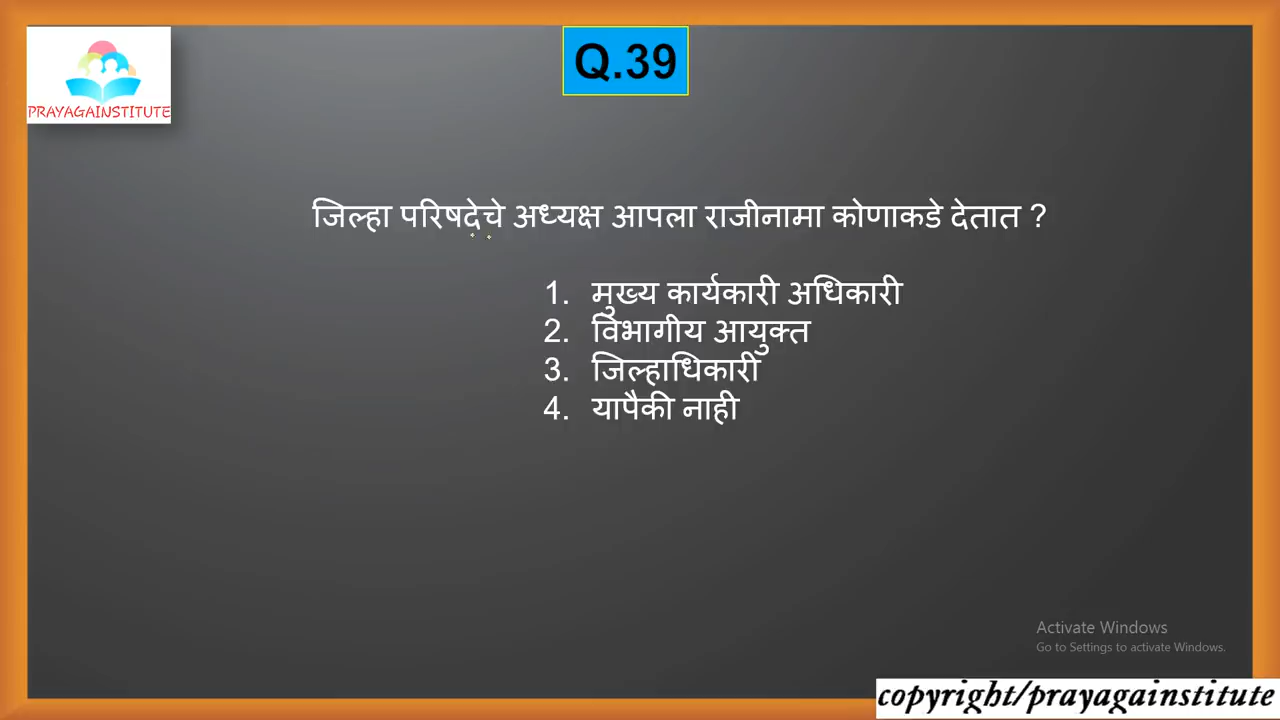 PRAYAGAINSTITUTE
Q.39
जिल्हा परिषदेचे अध्यक्ष आपला राजीनामा कोणाकडे देतात ?
1. मुख्य कार्यकारी अधिकारी
2. विभागीय आयुक्त
3. जिल्हाधिकारी
4. यापैकी नाही
Activate Windows
Go to Settings to activate Windows.
copyright/prayagainstitute